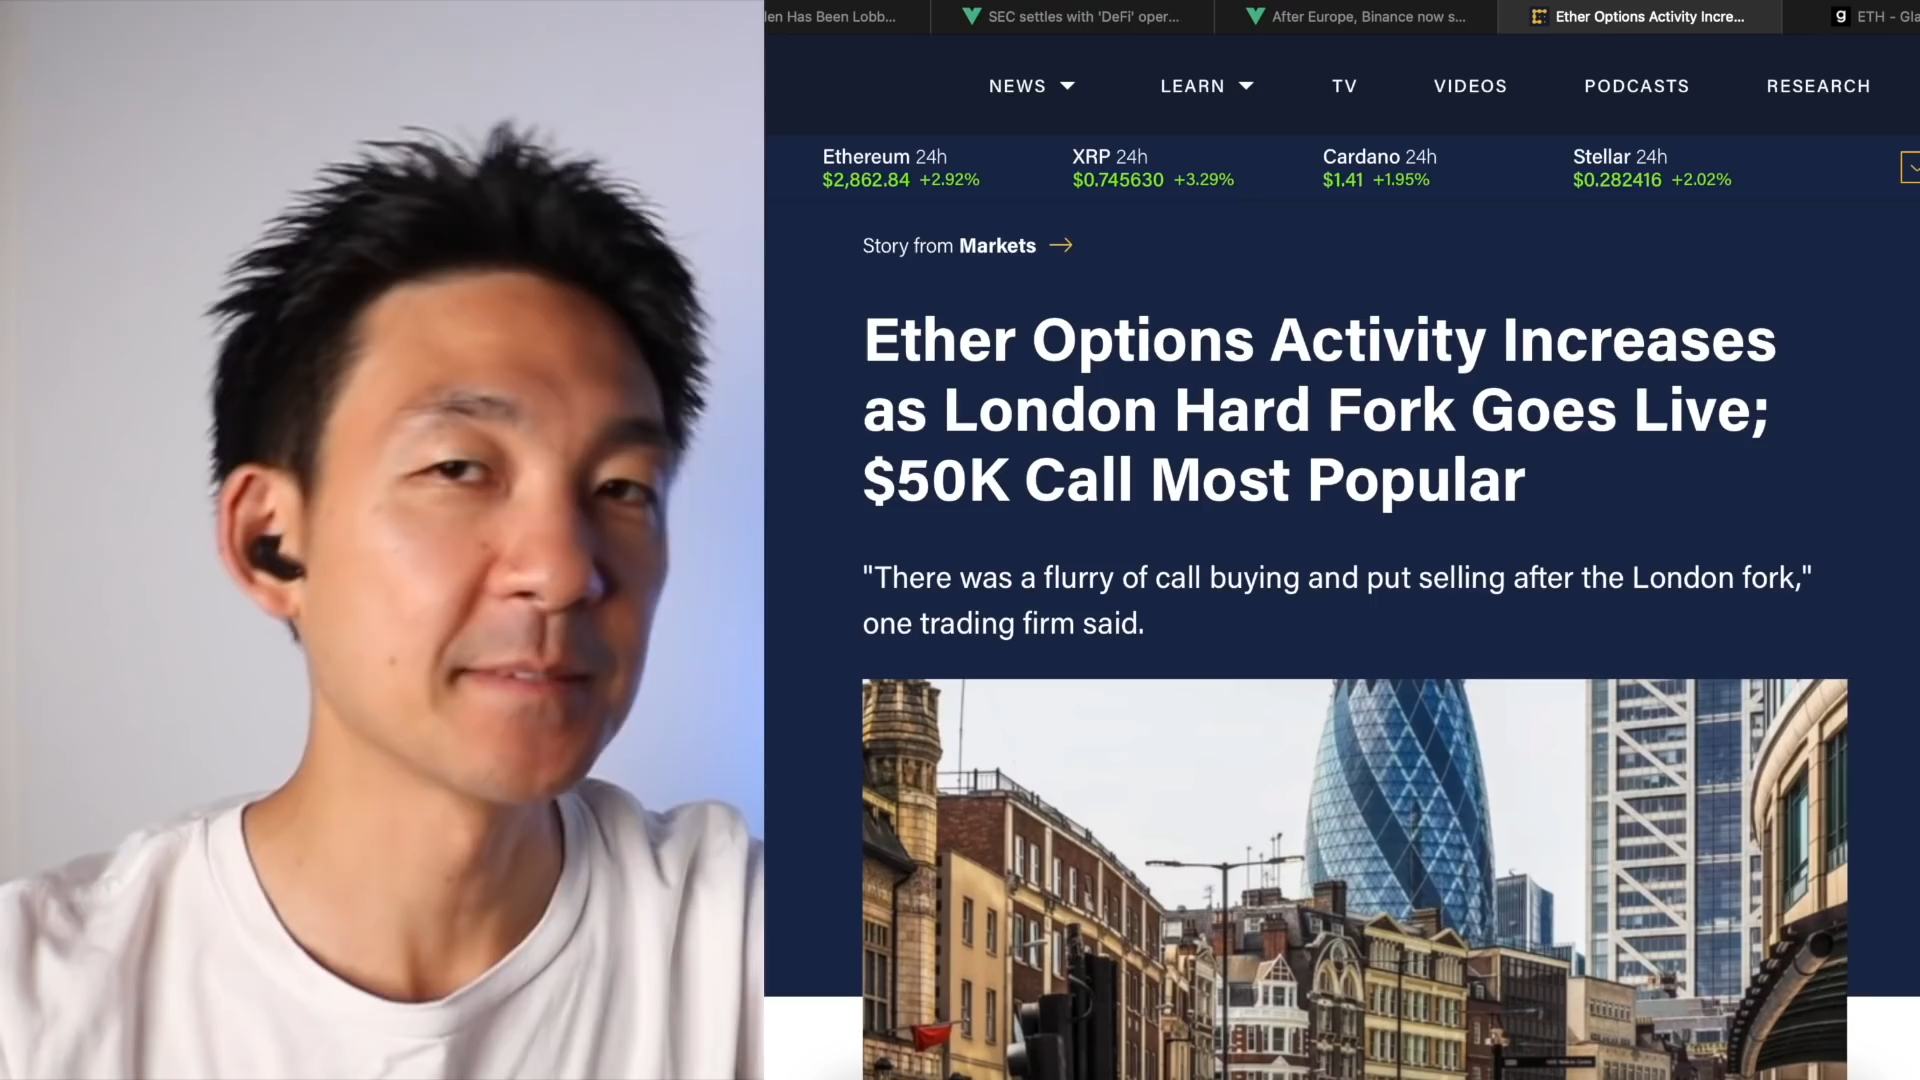 len Has Been Lobb...
SEC settles with 'DeFi' oper...
After Europe, Binance now s...
Ether Options Activity Incre...
ETH - Gla
NEWS
LEARN
TV
VIDEOS
PODCASTS
RESEARCH
Ethereum 24h
$2,862.84 +2.92%
XRP 24h
$0.745630 +3.29%
Cardano 24h
$1.41 +1.95%
Stellar 24h
$0.282416 +2.02%
Story from Markets
Ether Options Activity Increases
as London Hard Fork Goes Live;
$50K Call Most Popular
"There was a flurry of call buying and put selling after the London fork,"
one trading firm said.